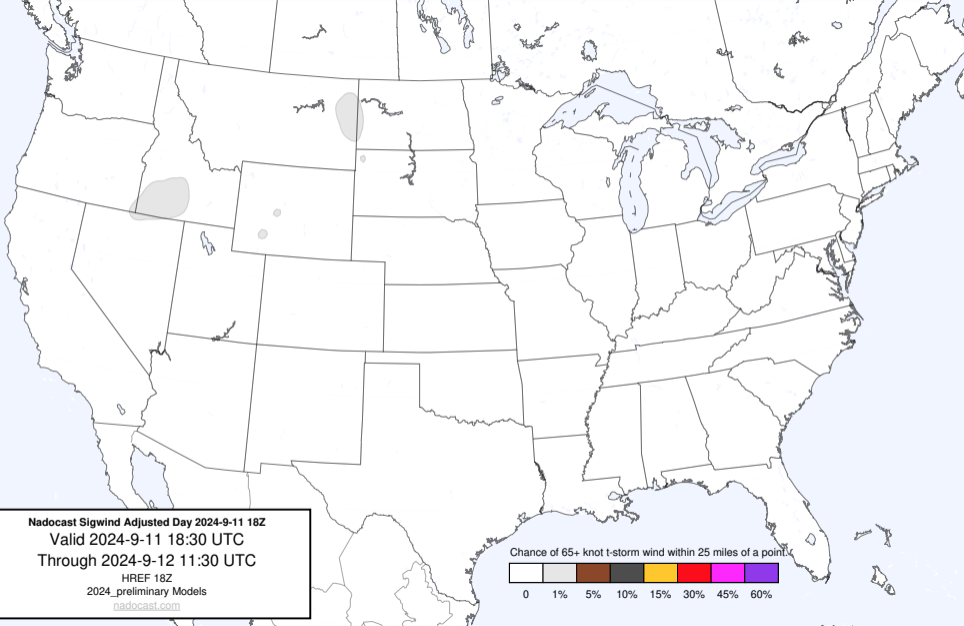 Nadocast Sigwind Adjusted Day 2024-9-11 18Z
Valid 2024-9-11 18:30 UTC
Through 2024-9-12 11:30 UTC
HREF 18Z
2024_preliminary Models
nadocast.com
Chance of 65+ knot t-storm wind within 25 miles of a point.
0 1% 5% 10% 15% 30% 45% 60%